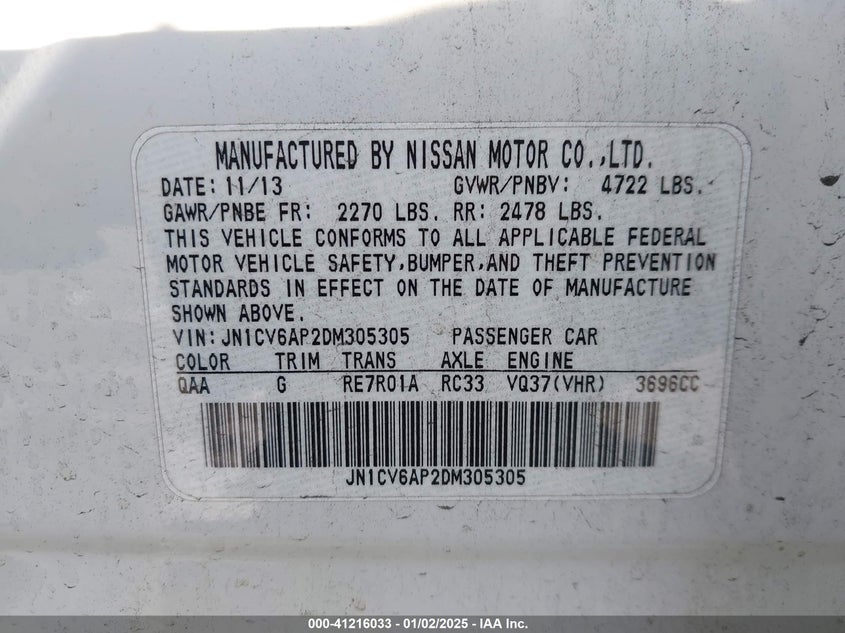 MANUFACTURED BY NISSAN MOTOR CO.,LTD.
DATE: 11/13 GVWR/PNBV: 4722 LBS.
GAWR/PNBE FR: 2270 LBS. RR: 2478 LBS.
THIS VEHICLE CONFORMS TO ALL APPLICABLE FEDERAL
MOTOR VEHICLE SAFETY,BUMPER,AND THEFT PREVENTION
STANDARDS IN EFFECT ON THE DATE OF MANUFACTURE
SHOWN ABOVE.
VIN: JN1CV6AP2DM305305 PASSENGER CAR
COLOR TRIM TRANS AXLE ENGINE
QAA G RE7R01A RC33 VQ37(VHR) 3696CC
JN1CV6AP2DM305305
000-41216033 - 01/02/2025 - IAA Inc.